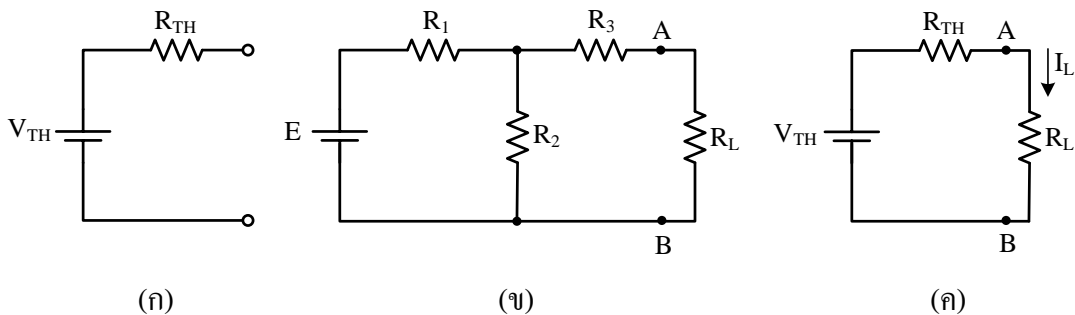 R_TH
V_TH
(ก)
R_1
R_3
A
E
R_2
R_L
B
(ข)
R_TH
A
I_L
V_TH
R_L
B
(ค)